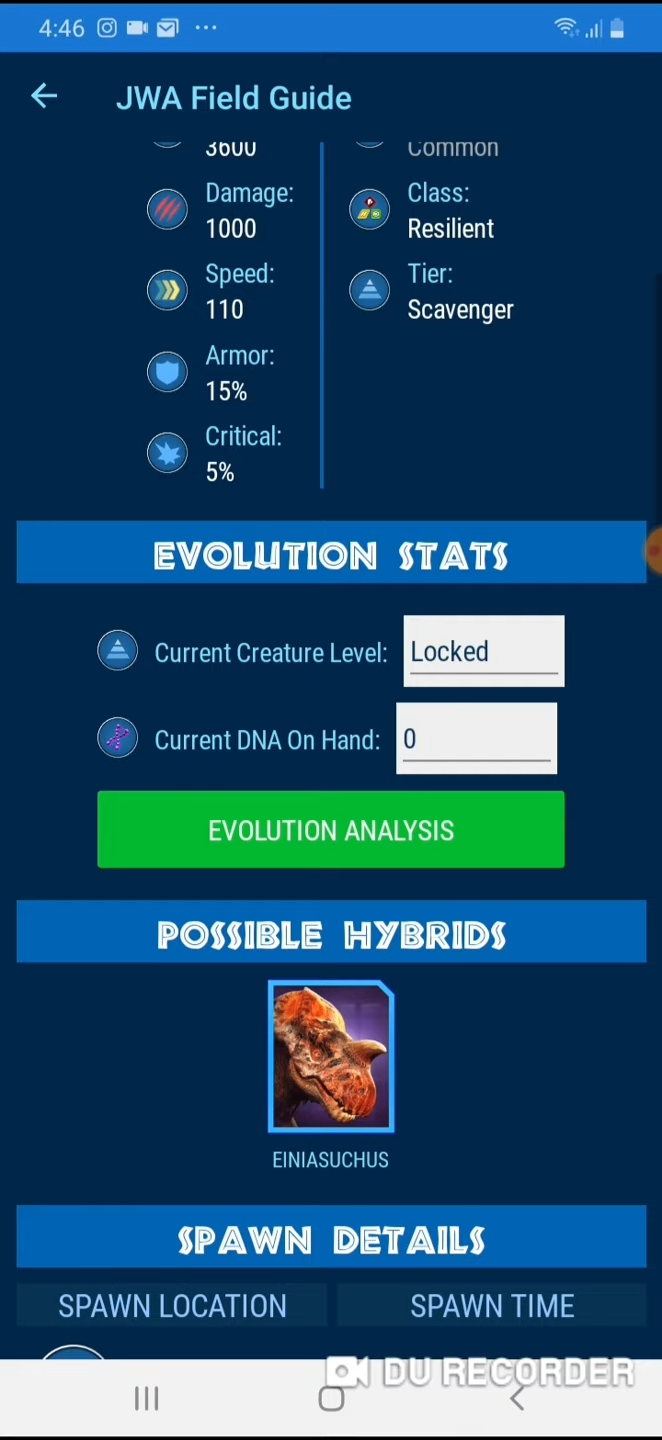 4:46
JWA Field Guide
3600
Common
Damage:
1000
Class:
Resilient
Speed:
110
Tier:
Scavenger
Armor:
15%
Critical:
5%
EVOLUTION STATS
Current Creature Level: Locked
Current DNA On Hand: 0
EVOLUTION ANALYSIS
POSSIBLE HYBRIDS
EINIASUCHUS
SPAWN DETAILS
SPAWN LOCATION
SPAWN TIME
DU RECORDER